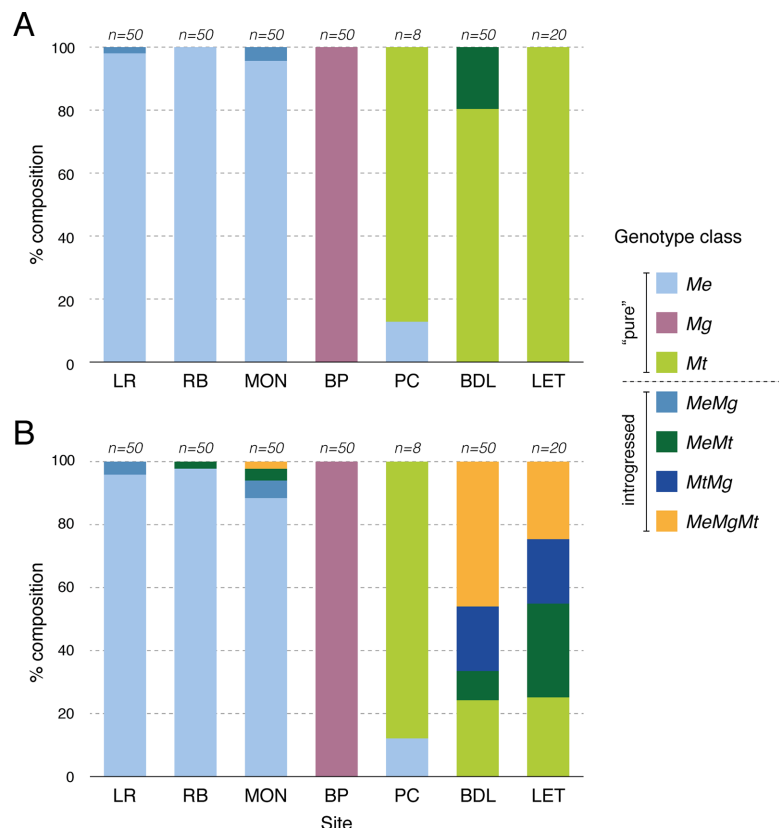 A
n=50 n=50 n=50 n=50 n=8 n=50 n=20
100
80
60
40
20
0
% composition
LR RB MON BP PC BDL LET
B
n=50 n=50 n=50 n=50 n=8 n=50 n=20
100
80
60
40
20
0
% composition
LR RB MON BP PC BDL LET
Site
Genotype class
"pure"
Me
Mg
Mt
introgressed
MeMg
MeMt
MtMg
MeMgMt